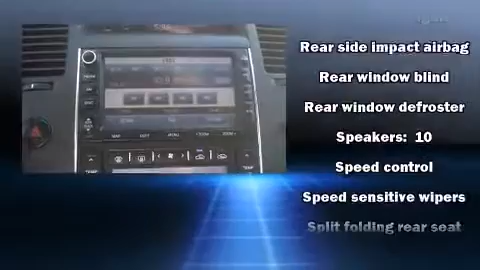 Rear side impact airbag
Rear window blind
Rear window defroster
Speakers: 10
Speed control
Speed sensitive wipers
Split folding rear seat